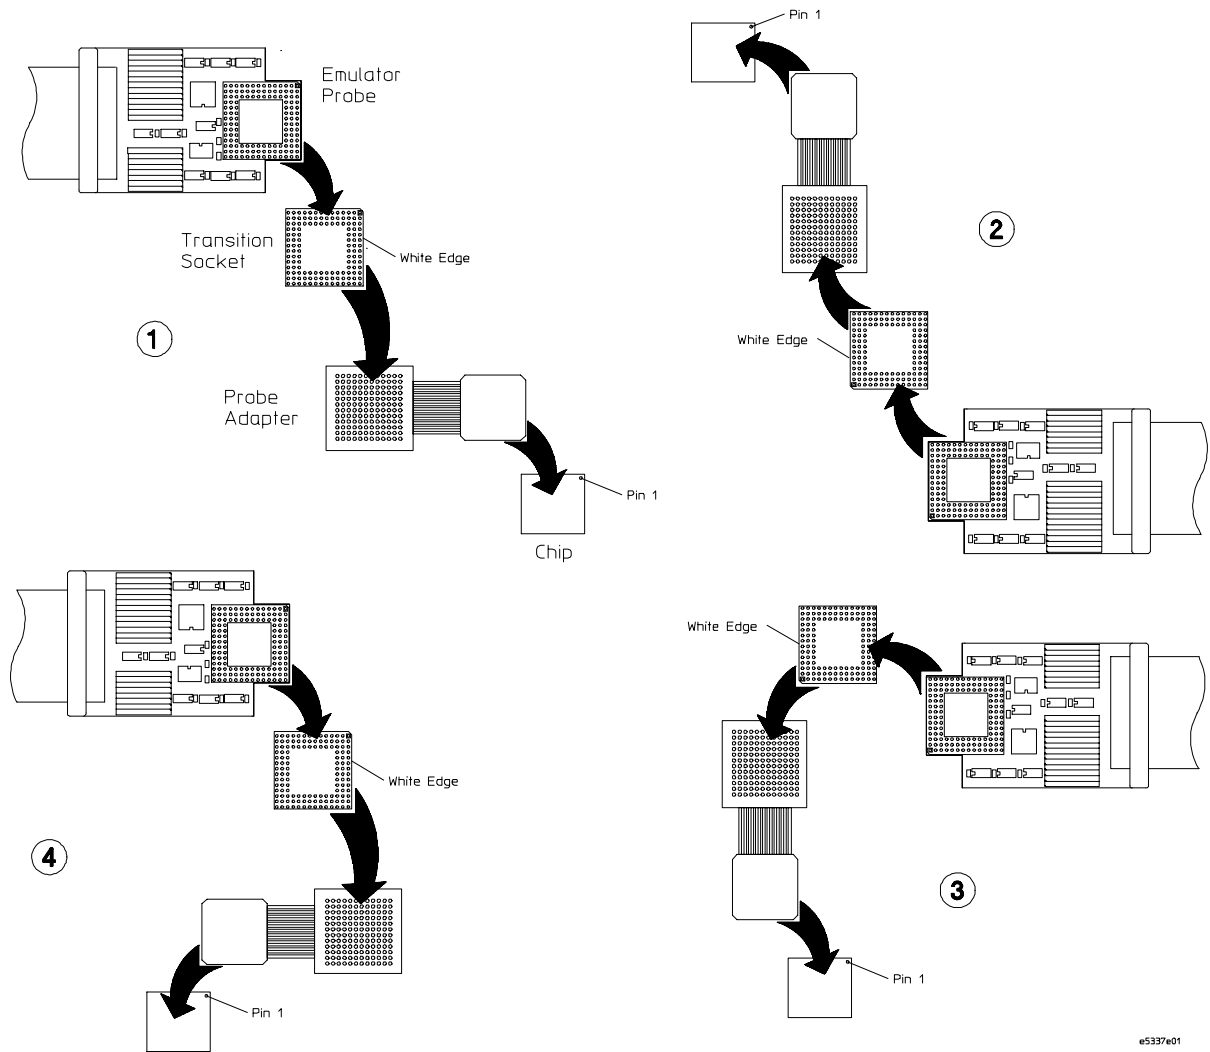 Emulator
Probe
Transition
Socket
White Edge
1
Probe
Adapter
Pin 1
Chip
Pin 1
2
White Edge
4
White Edge
Pin 1
White Edge
3
Pin 1
e5337e01